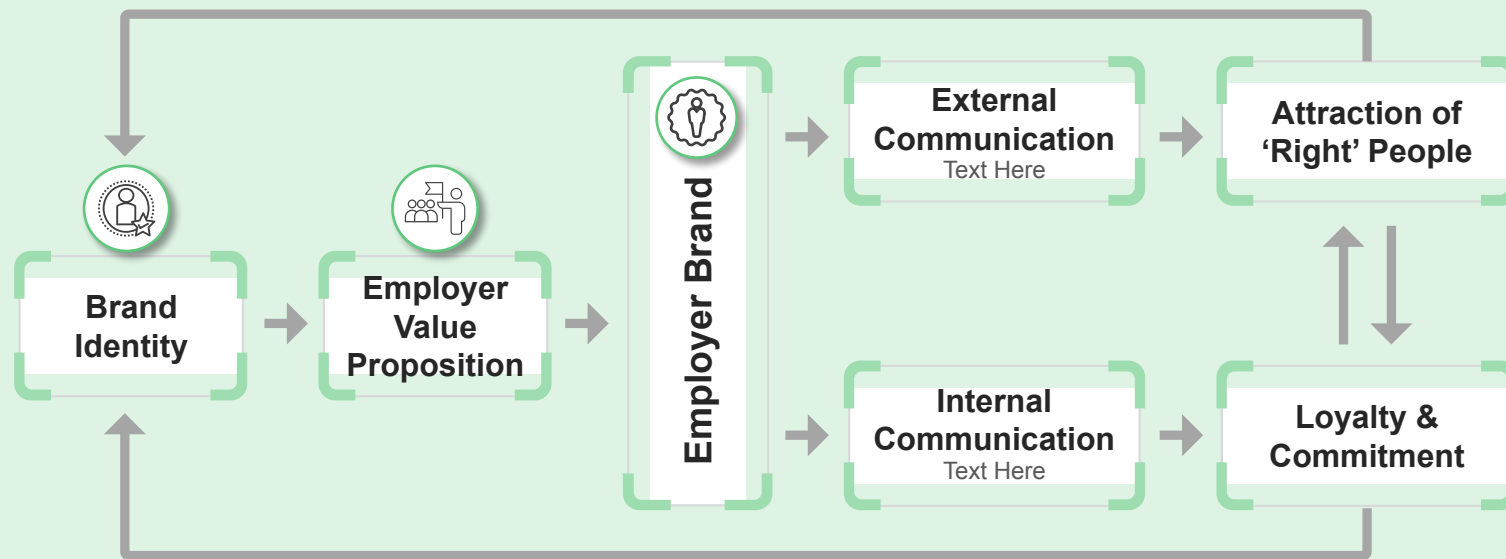 Brand
Identity
Employer
Value
Proposition
Employer Brand
External
Communication
Text Here
Attraction of
‘Right’ People
Internal
Communication
Text Here
Loyalty &
Commitment